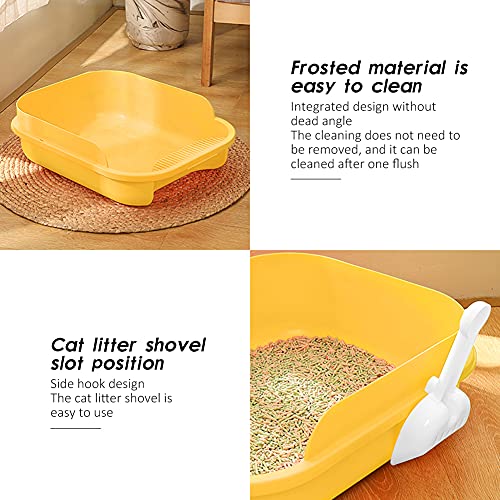 Frosted material is
easy to clean
Integrated design without
dead angle
The cleaning does not need to
be removed, and it can be
cleaned after one flush
Cat litter shovel
slot position
Side hook design
The cat litter shovel is
easy to use